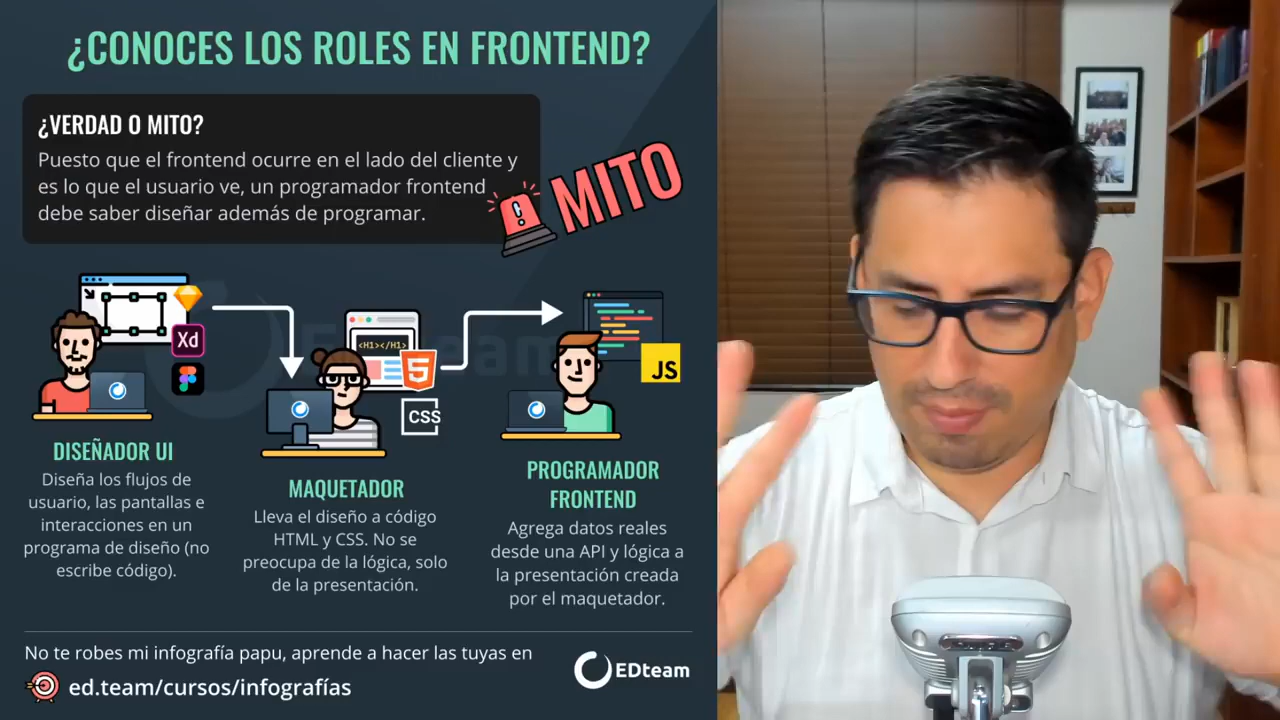 ¿CONOCES LOS ROLES EN FRONTEND?
¿VERDAD O MITO?
Puesto que el frontend ocurre en el lado del cliente y
es lo que el usuario ve, un programador frontend
debe saber diseñar además de programar.
MITO
Xd
<H1></H1>
5
CSS
JS
EDteam
DISEÑADOR UI
Diseña los flujos de
usuario, las pantallas e
interacciones en un
programa de diseño (no
escribe código).
MAQUETADOR
Lleva el diseño a código
HTML y CSS. No se
preocupa de la lógica, solo
de la presentación.
PROGRAMADOR
FRONTEND
Agrega datos reales
desde una API y lógica a
la presentación creada
por el maquetador.
No te robes mi infografía papu, aprende a hacer las tuyas en
ed.team/cursos/infografías
EDteam